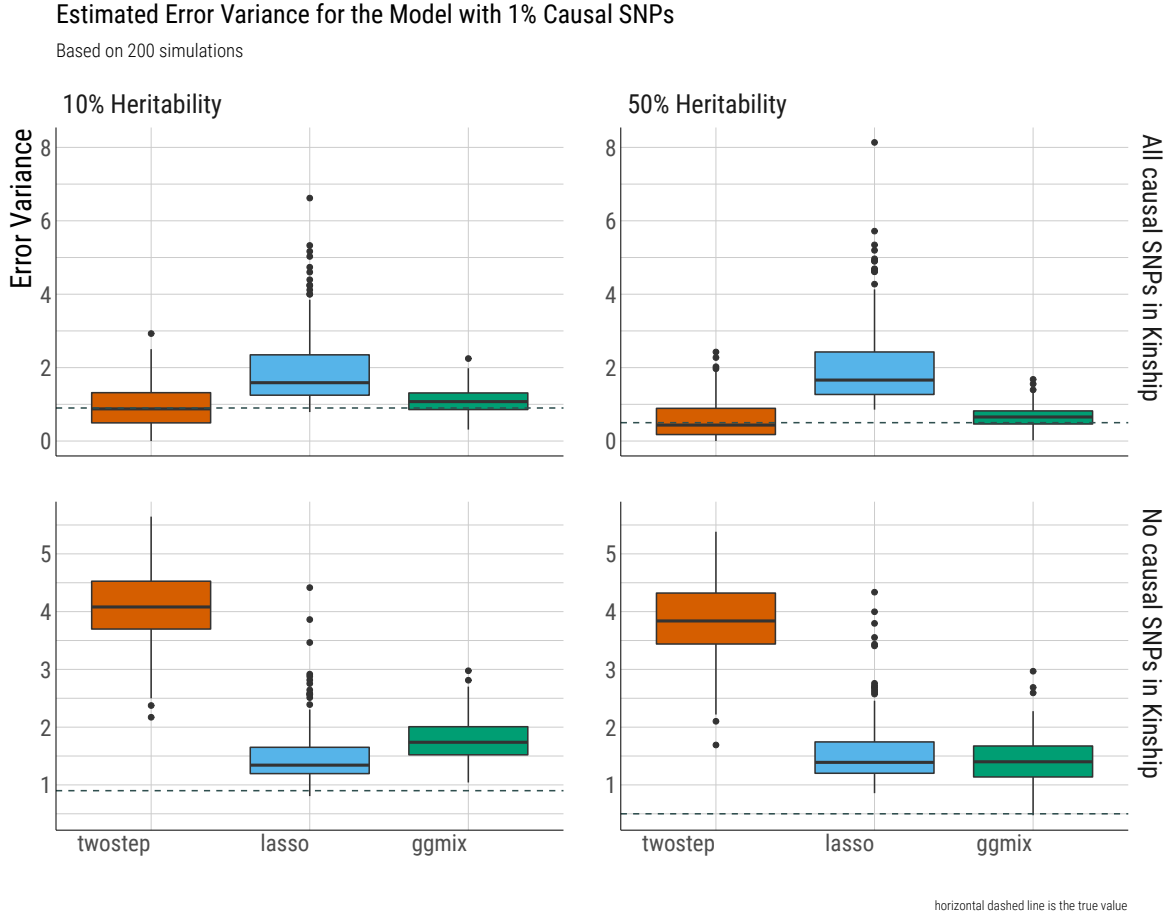 Estimated Error Variance for the Model with 1% Causal SNPs
Based on 200 simulations
10% Heritability
50% Heritability
Error Variance
8
6
4
2
0
8
6
4
2
0
All causal SNPs in Kinship
5
4
3
2
1
5
4
3
2
1
No causal SNPs in Kinship
twostep
lasso
ggmix
twostep
lasso
ggmix
horizontal dashed line is the true value